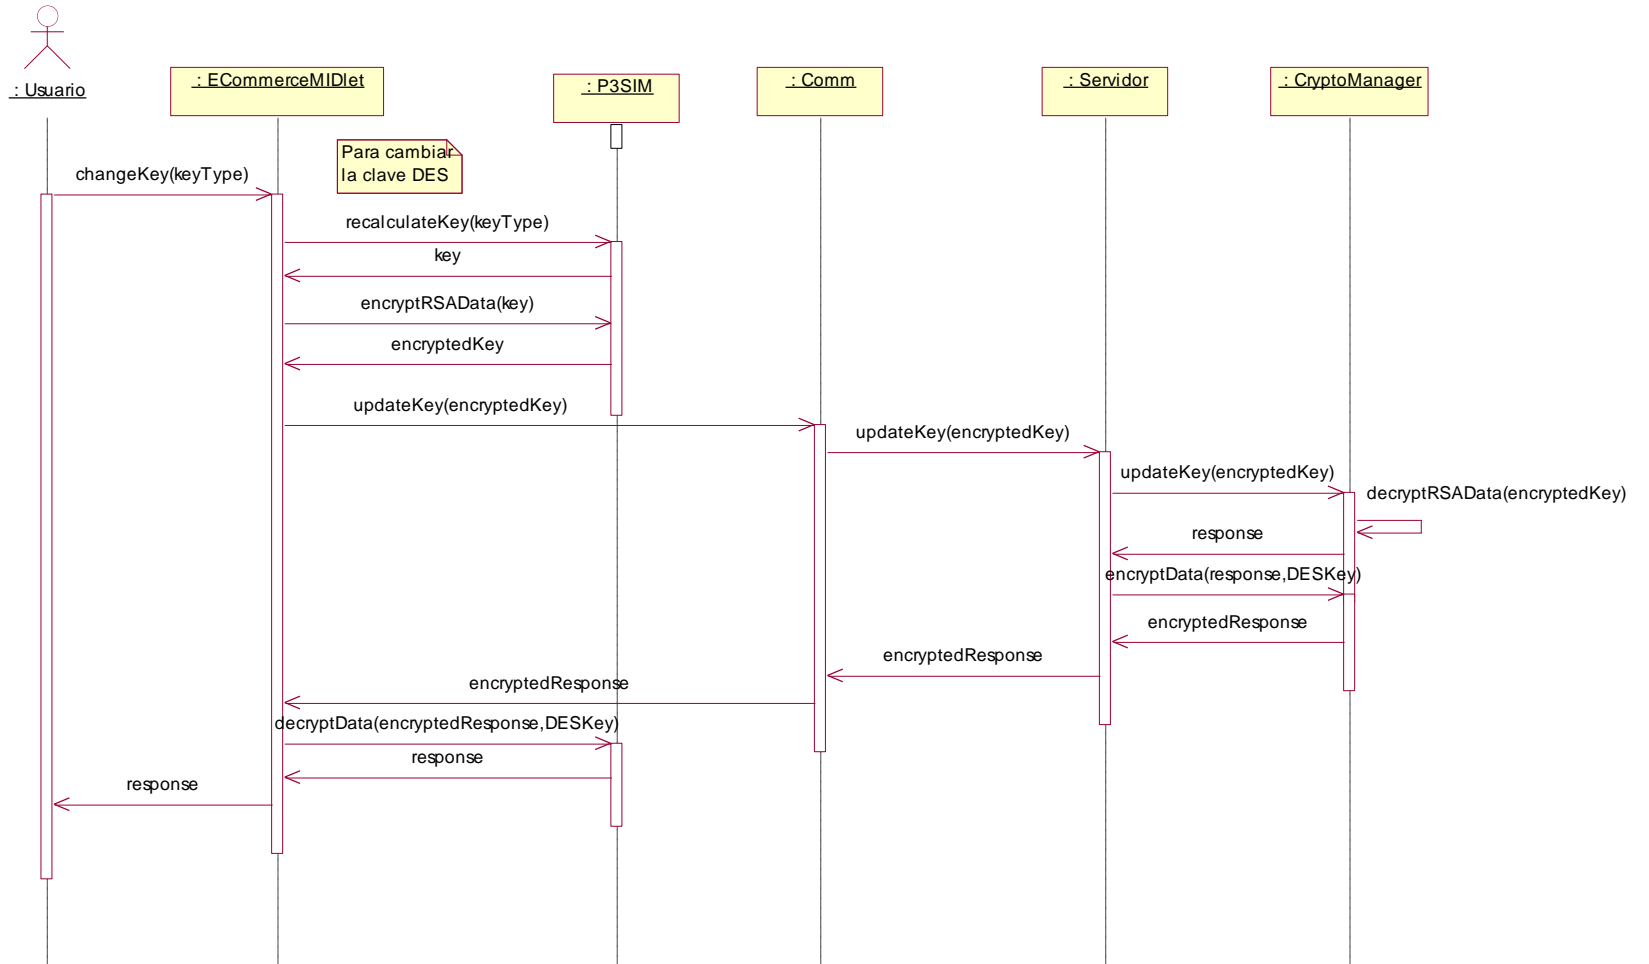 : Usuario
: ECommerceMIDlet
: P3SIM
: Comm
: Servidor
: CryptoManager
Para cambiar
la clave DES
changeKey(keyType)
recalculateKey(keyType)
key
encryptRSAData(key)
encryptedKey
updateKey(encryptedKey)
updateKey(encryptedKey)
updateKey(encryptedKey)
decryptRSAData(encryptedKey)
response
encryptData(response,DESKey)
encryptedResponse
encryptedResponse
encryptedResponse
decryptData(encryptedResponse,DESKey)
response
response